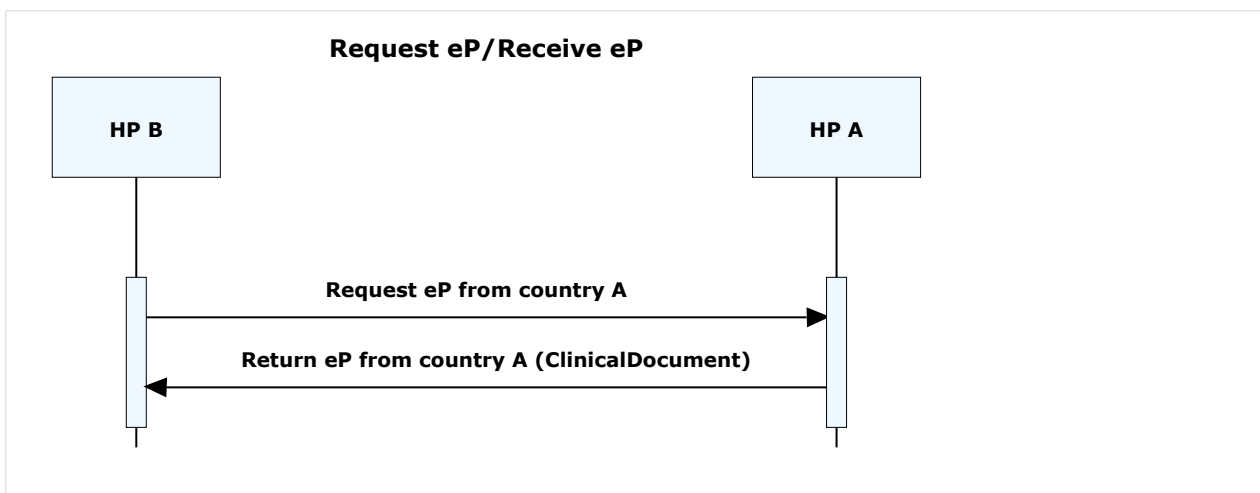 Request eP/Receive eP
HP B
HP A
Request eP from country A
Return eP from country A (ClinicalDocument)